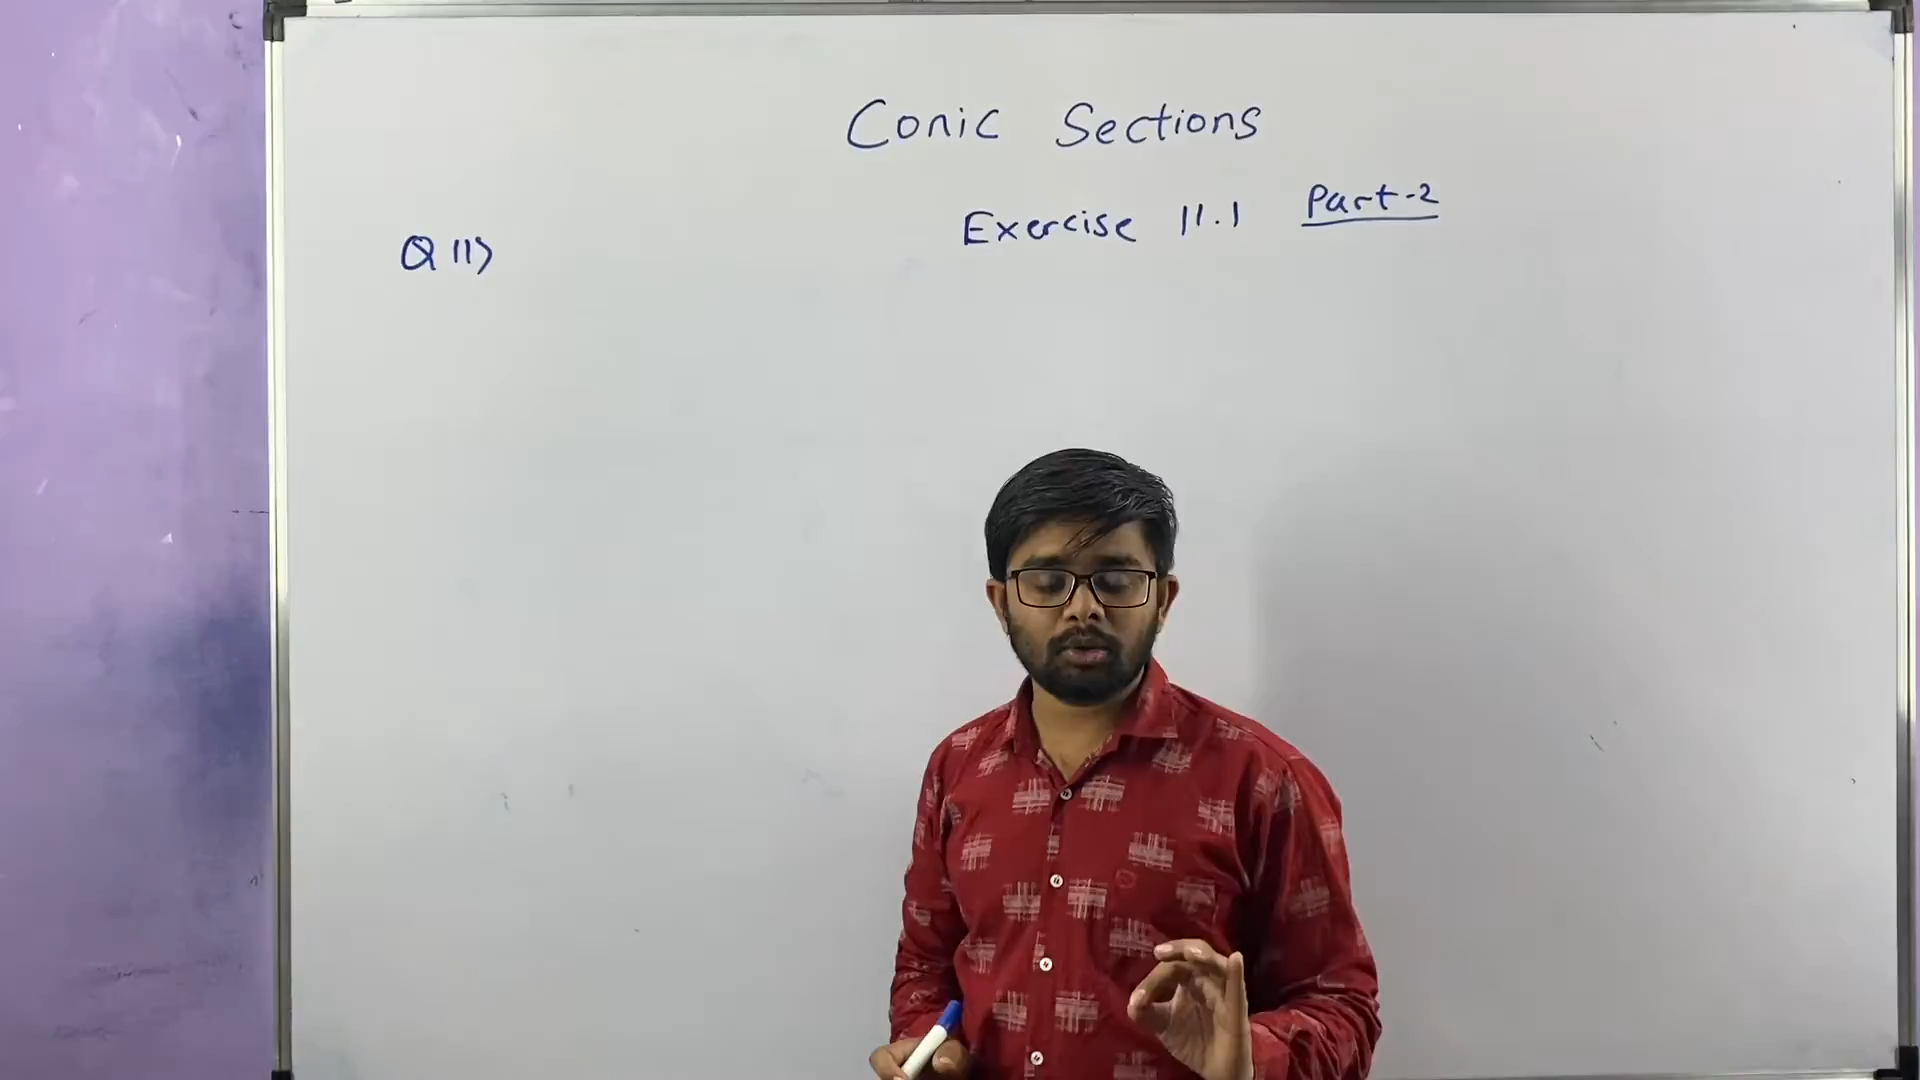 Conic Sections
Exercise 11.1 Part-2
Q 11>